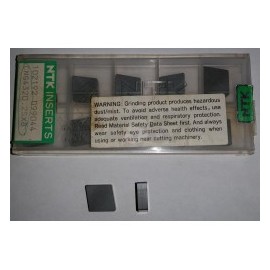 NTK INSERTS
WARNING: Grinding product produces hazardous
dust/mist. To avoid adverse health effects, use
adequate ventilation and respiratory protection.
Read Material Safety Data Sheet first. And always
wear safety-eye protection and clothing when
using or near cutting machinery.
NTK